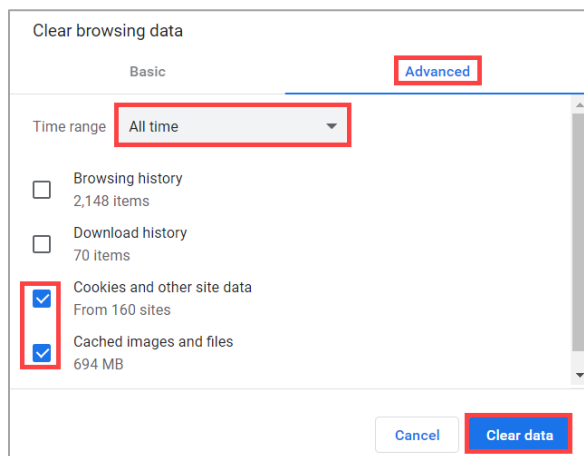 Clear browsing data
Basic
Advanced
Time range
All time
Browsing history
2,148 items
Download history
70 items
Cookies and other site data
From 160 sites
Cached images and files
694 MB
Cancel
Clear data